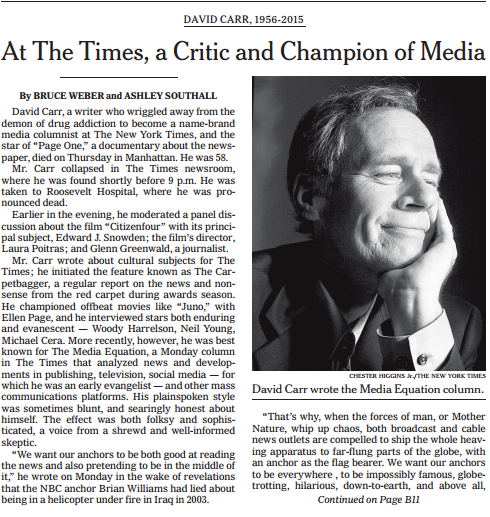 DAVID CARR, 1956-2015
At The Times, a Critic and Champion of Media
By BRUCE WEBER and ASHLEY SOUTHALL
David Carr, a writer who wriggled away from the
demon of drug addiction to become a name-brand
media columnist at The New York Times, and the
star of “Page One,” a documentary about the news-
paper, died on Thursday in Manhattan. He was 58.
Mr. Carr collapsed in The Times newsroom,
where he was found shortly before 9 p.m. He was
taken to Roosevelt Hospital, where he was pro-
nounced dead.
Earlier in the evening, he moderated a panel dis-
cussion about the film “Citizenfour” with its princi-
pal subject, Edward J. Snowden; the film’s director,
Laura Poitras; and Glenn Greenwald, a journalist.
Mr. Carr wrote about cultural subjects for The
Times; he initiated the feature known as The Car-
petbagger, a regular report on the news and non-
sense from the red carpet during awards season.
He championed offbeat movies like “Juno,” with
Ellen Page, and he interviewed stars both enduring
and evanescent — Woody Harrelson, Neil Young,
Michael Cera. More recently, however, he was best
known for The Media Equation, a Monday column
in The Times that analyzed news and develop-
ments in publishing, television, social media — for
which he was an early evangelist — and other mass
communications platforms. His plainspoken style
was sometimes blunt, and searingly honest about
himself. The effect was both folksy and sophis-
ticated, a voice from a shrewd and well-informed
skeptic.
“We want our anchors to be both good at reading
the news and also pretending to be in the middle of
it,” he wrote on Monday in the wake of revelations
that the NBC anchor Brian Williams had lied about
being in a helicopter under fire in Iraq in 2003.
CHESTER HIGGINS Jr./THE NEW YORK TIMES
David Carr wrote the Media Equation column.
“That’s why, when the forces of man, or Mother
Nature, whip up chaos, both broadcast and cable
news outlets are compelled to ship the whole heav-
ing apparatus to far-flung parts of the globe, with
an anchor as the flag bearer. We want our anchors
to be everywhere , to be impossibly famous, globe-
trotting, hilarious, down-to-earth, and above all,
Continued on Page B11